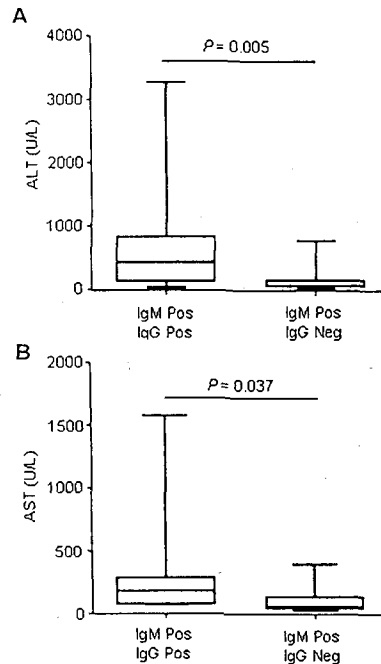 A
P = 0.005
4000
3000
2000
1000
0
ALT (U/L)
IgM Pos
IgM Pos
IqG Pos
IgG Neg
B
P = 0.037
2000
1500
1000
500
0
AST (U/L)
IgM Pos
IgM Pos
IgG Pos
IgG Neg